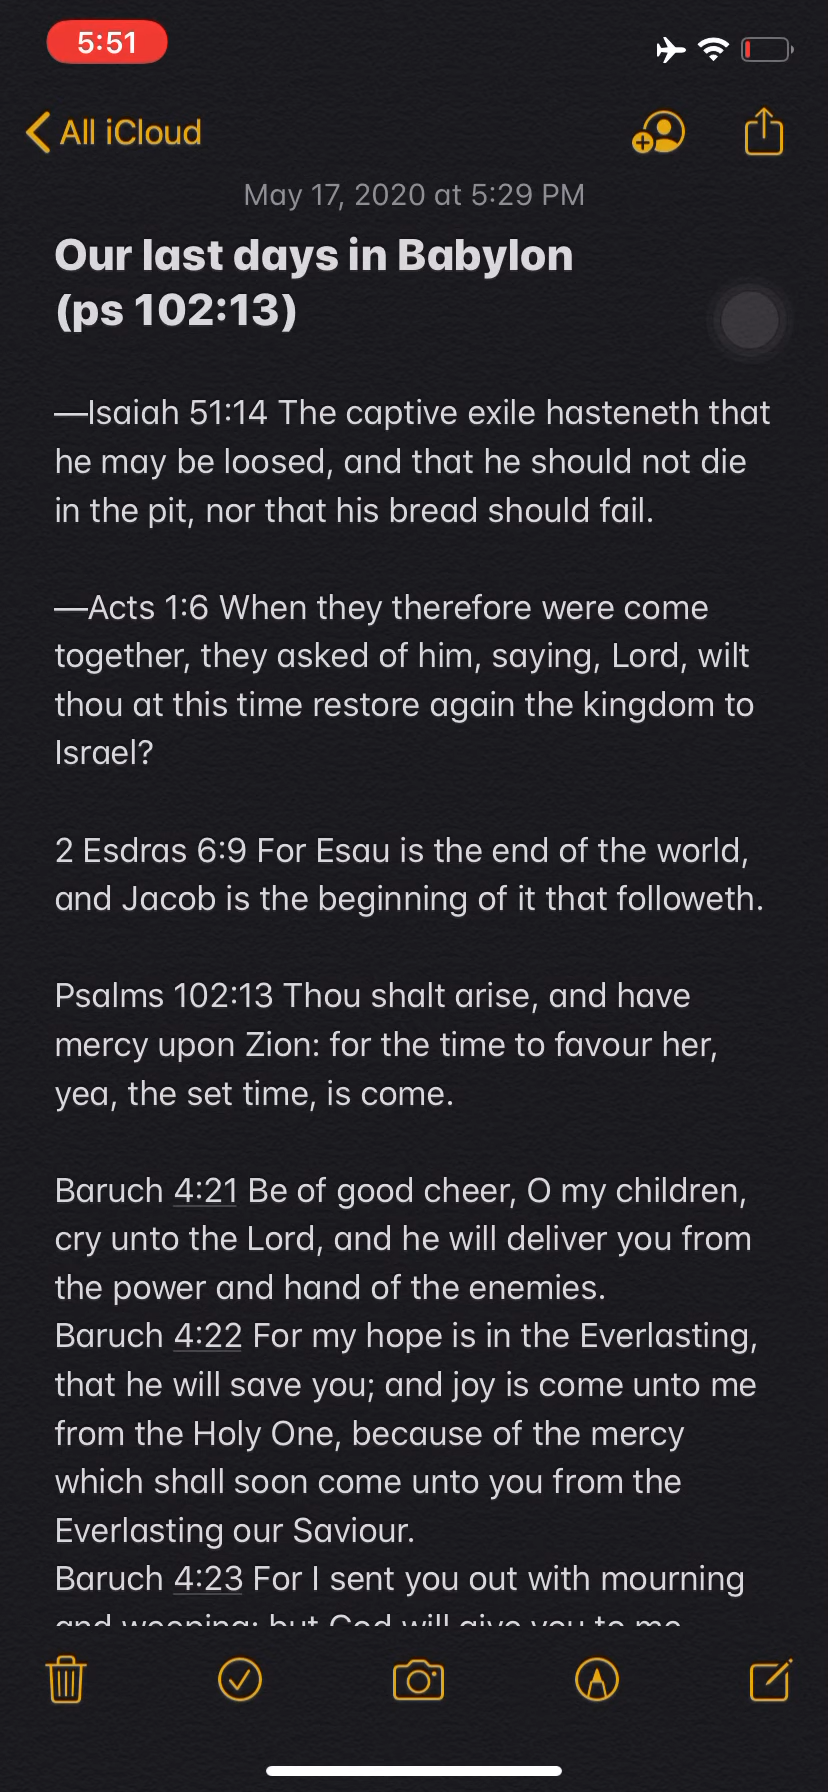 5:51
All iCloud
May 17, 2020 at 5:29 PM
Our last days in Babylon
(ps 102:13)
—Isaiah 51:14 The captive exile hasteneth that
he may be loosed, and that he should not die
in the pit, nor that his bread should fail.
—Acts 1:6 When they therefore were come
together, they asked of him, saying, Lord, wilt
thou at this time restore again the kingdom to
Israel?
2 Esdras 6:9 For Esau is the end of the world,
and Jacob is the beginning of it that followeth.
Psalms 102:13 Thou shalt arise, and have
mercy upon Zion: for the time to favour her,
yea, the set time, is come.
Baruch 4:21 Be of good cheer, O my children,
cry unto the Lord, and he will deliver you from
the power and hand of the enemies.
Baruch 4:22 For my hope is in the Everlasting,
that he will save you; and joy is come unto me
from the Holy One, because of the mercy
which shall soon come unto you from the
Everlasting our Saviour.
Baruch 4:23 For I sent you out with mourning
and weeping: but God will give you to me